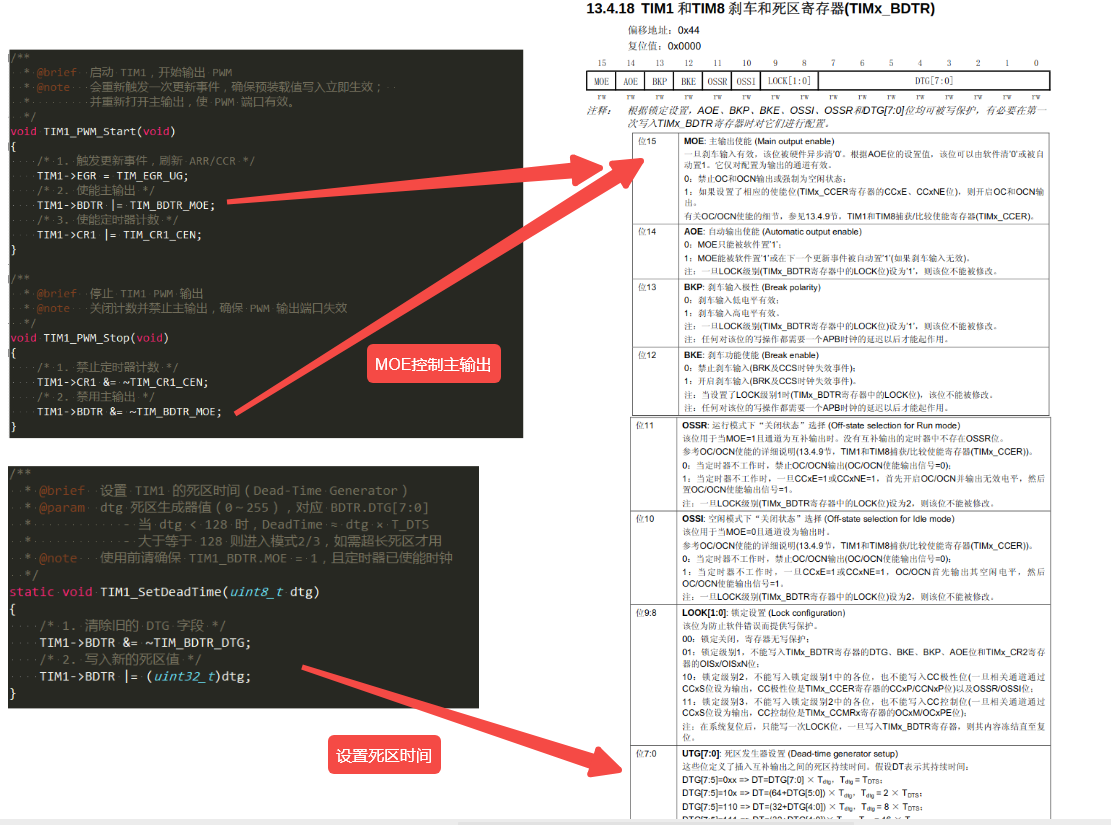 /**
* @brief 启动 TIM1，开始输出 PWM
* @note 会重新触发一次更新事件，确保预装载值写入立即生效；
* 并重新打开主输出，使 PWM 端口有效。
*/
void TIM1_PWM_Start(void)
{
/* 1. 触发更新事件，刷新 ARR/CCR */
TIM1->EGR = TIM_EGR_UG;
/* 2. 使能主输出 */
TIM1->BDTR |= TIM_BDTR_MOE;
/* 3. 使能定时器计数 */
TIM1->CR1 |= TIM_CR1_CEN;
}
/**
* @brief 停止 TIM1 PWM 输出
* @note 关闭计数并禁止主输出，确保 PWM 输出端口失效
*/
void TIM1_PWM_Stop(void)
{
/* 1. 禁止定时器计数 */
TIM1->CR1 &= ~TIM_CR1_CEN;
/* 2. 禁用主输出 */
TIM1->BDTR &= ~TIM_BDTR_MOE;
}
MOE控制主输出
/**
* @brief 设置 TIM1 的死区时间（Dead-Time Generator）
* @param dtg 死区生成器值（0～255），对应 BDTR.DTG[7:0]
* - 当 dtg < 128 时，DeadTime ≈ dtg × T_DTS
* - 大于等于 128 则进入模式2/3，如需超长死区才用
* @note 使用前请确保 TIM1_BDTR.MOE = 1，且定时器已使能时钟
*/
static void TIM1_SetDeadTime(uint8_t dtg)
{
/* 1. 清除旧的 DTG 字段 */
TIM1->BDTR &= ~TIM_BDTR_DTG;
/* 2. 写入新的死区值 */
TIM1->BDTR |= (uint32_t)dtg;
}
设置死区时间
13.4.18 TIM1 和TIM8 刹车和死区寄存器(TIMx_BDTR)
偏移地址：0x44
复位值：0x0000
15 14 13 12 11 10 9 8 7 6 5 4 3 2 1 0
MOE AOE BKP BKE OSSR OSSI LOCK[1:0] DTG[7:0]
rw rw rw rw rw rw rw rw rw rw rw rw rw rw rw rw
注释： 根据锁定设置，AOE、BKP、BKE、OSSI、OSSR和DTG[7:0]位均可被写保护，有必要在第一
次写入TIMx_BDTR寄存器时对它们进行配置。
位15 MOE: 主输出使能 (Main output enable)
一旦刹车输入有效，该位被硬件异步清'0'。根据AOE位的设置值，该位可以由软件清'0'或被自
动置1。它仅对配置为输出的通道有效。
0：禁止OC和OCN输出或强制为空闲状态；
1：如果设置了相应的使能位(TIMx_CCER寄存器的CCxE、CCxNE位)，则开启OC和OCN输
出。
有关OC/OCN使能的细节，参见13.4.9节，TIM1和TIM8捕获/比较使能寄存器(TIMx_CCER)。
位14 AOE: 自动输出使能 (Automatic output enable)
0：MOE只能被软件置'1'；
1：MOE能被软件置'1'或在下一个更新事件被自动置'1'(如果刹车输入无效)。
注：一旦LOCK级别(TIMx_BDTR寄存器中的LOCK位)设为'1'，则该位不能被修改。
位13 BKP: 刹车输入极性 (Break polarity)
0：刹车输入低电平有效；
1：刹车输入高电平有效。
注：一旦LOCK级别(TIMx_BDTR寄存器中的LOCK位)设为'1'，则该位不能被修改。
注：任何对该位的写操作都需要一个APB时钟的延迟以后才能起作用。
位12 BKE: 刹车功能使能 (Break enable)
0：禁止刹车输入(BRK及CCS时钟失效事件)；
1：开启刹车输入(BRK及CCS时钟失效事件)。
注：当设置了LOCK级别1时(TIMx_BDTR寄存器中的LOCK位)，该位不能被修改。
注：任何对该位的写操作都需要一个APB时钟的延迟以后才能起作用。
位11 OSSR: 运行模式下“关闭状态”选择 (Off-state selection for Run mode)
该位用于当MOE=1且通道为互补输出时。没有互补输出的定时器中不存在OSSR位。
参考OC/OCN使能的详细说明(13.4.9节，TIM1和TIM8捕获/比较使能寄存器(TIMx_CCER))。
0：当定时器不工作时，禁止OC/OCN输出(OC/OCN使能输出信号=0)；
1：当定时器不工作时，一旦CCxE=1或CCxNE=1，首先开启OC/OCN并输出无效电平，然后
置OC/OCN使能输出信号=1。
注：一旦LOCK级别(TIMx_BDTR寄存器中的LOCK位)设为2，则该位不能被修改。
位10 OSSI: 空闲模式下“关闭状态”选择 (Off-state selection for Idle mode)
该位用于当MOE=0且通道设为输出时。
参考OC/OCN使能的详细说明(13.4.9节，TIM1和TIM8捕获/比较使能寄存器(TIMx_CCER))。
0：当定时器不工作时，禁止OC/OCN输出(OC/OCN使能输出信号=0)；
1：当定时器不工作时，一旦CCxE=1或CCxNE=1，OC/OCN首先输出其空闲电平，然后
OC/OCN使能输出信号=1。
注：一旦LOCK级别(TIMx_BDTR寄存器中的LOCK位)设为2，则该位不能被修改。
位9:8 LOOK[1:0]: 锁定设置 (Lock configuration)
该位为防止软件错误而提供写保护。
00：锁定关闭，寄存器无写保护；
01：锁定级别1，不能写入TIMx_BDTR寄存器的DTG、BKE、BKP、AOE位和TIMx_CR2寄存
器的OISx/OISxN位；
10：锁定级别2，不能写入锁定级别1中的各位，也不能写入CC极性位(一旦相关通道通过
CCxS位设为输出，CC极性位是TIMx_CCER寄存器的CCxP/CCNxP位)以及OSSR/OSSI位；
11：锁定级别3，不能写入锁定级别2中的各位，也不能写入CC控制位(一旦相关通道通过
CCxS位设为输出，CC控制位是TIMx_CCMRx寄存器的OCxM/OCxPE位)；
注：在系统复位后，只能写一次LOCK位，一旦写入TIMx_BDTR寄存器，则其内容冻结直至复
位。
位7:0 UTG[7:0]: 死区发生器设置 (Dead-time generator setup)
这些位定义了插入互补输出之间的死区持续时间。假设DT表示其持续时间：
DTG[7:5]=0xx => DT=DTG[7:0] × Tdtg，Tdtg = TDTS；
DTG[7:5]=10x => DT=(64+DTG[5:0]) × Tdtg，Tdtg = 2 × TDTS；
DTG[7:5]=110 => DT=(32+DTG[4:0]) × Tdtg，Tdtg = 8 × TDTS；